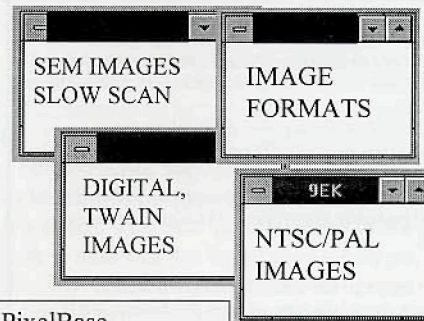 SEM IMAGES
SLOW SCAN
IMAGE
FORMATS
DIGITAL,
TWAIN
IMAGES
NTSC/PAL
IMAGES
PixelBase